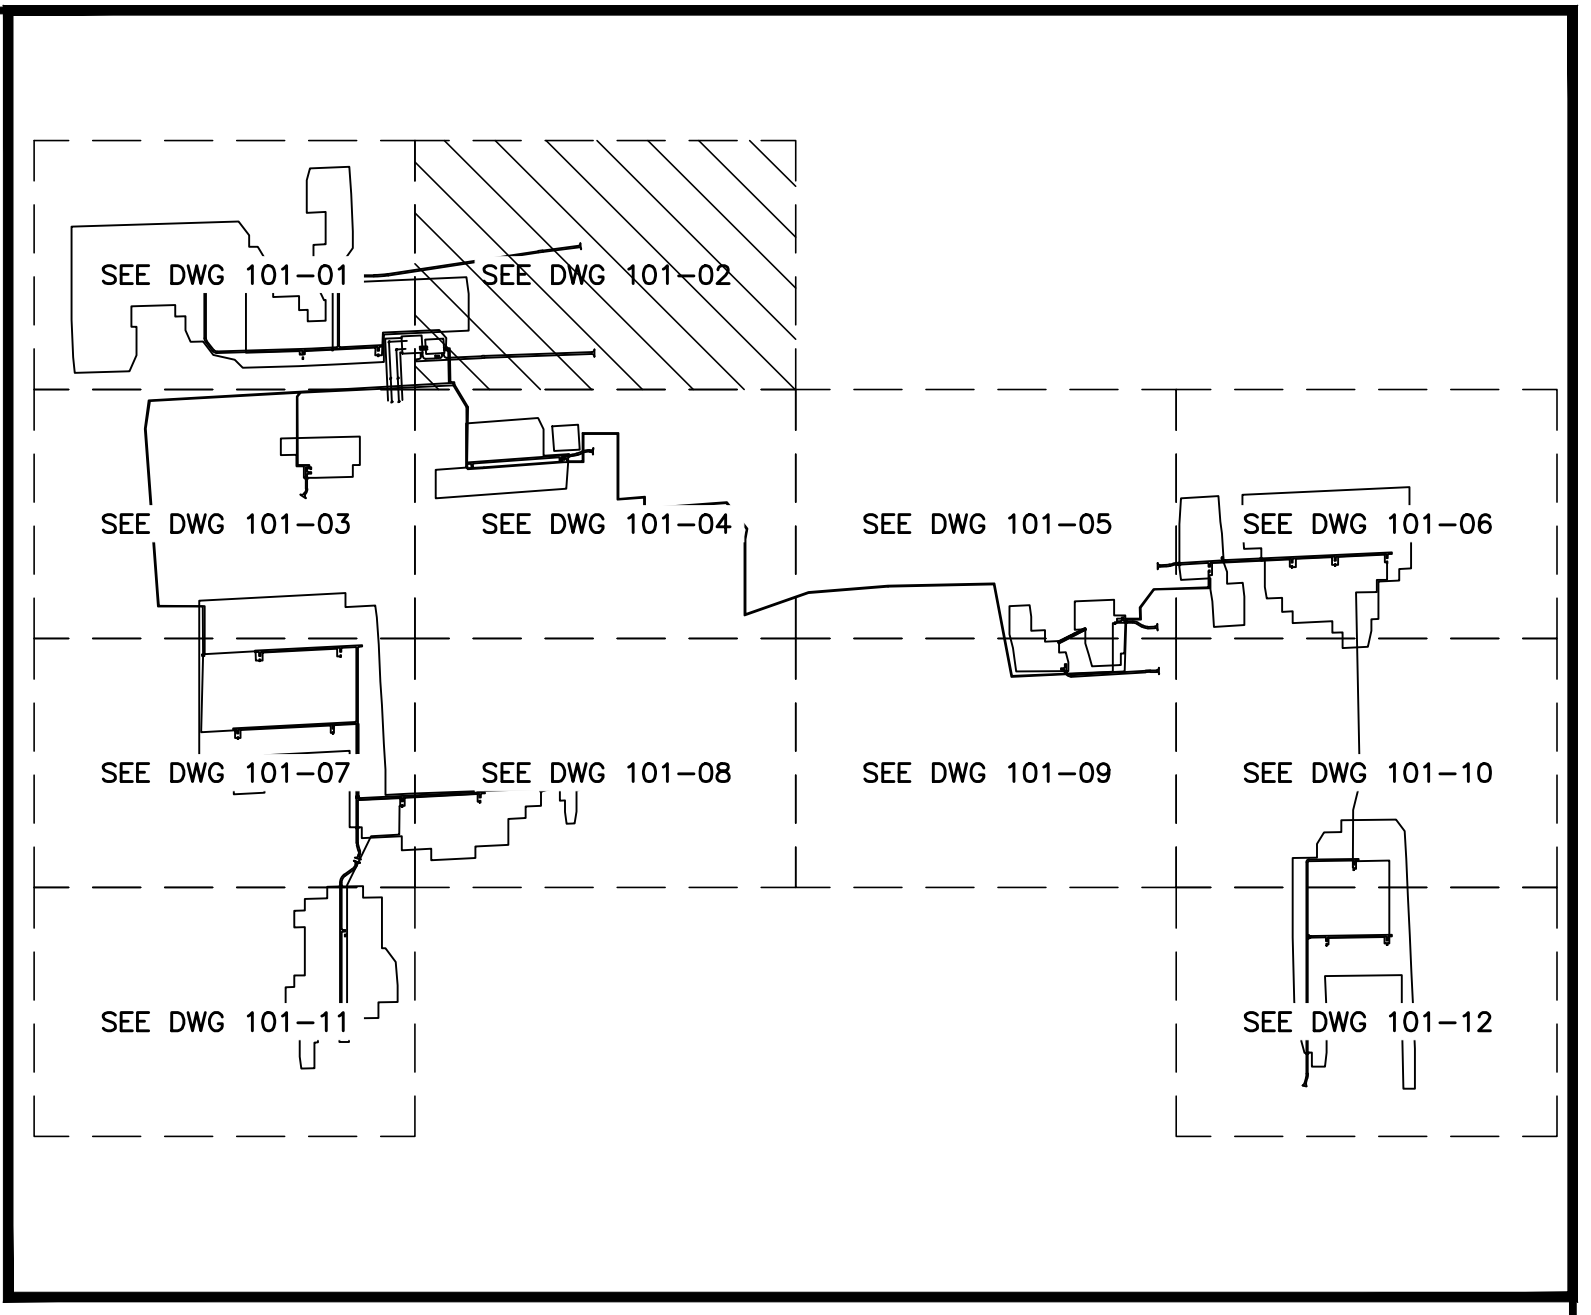 SEE DWG 101-01
SEE DWG 101-02
SEE DWG 101-03
SEE DWG 101-04
SEE DWG 101-05
SEE DWG 101-06
SEE DWG 101-07
SEE DWG 101-08
SEE DWG 101-09
SEE DWG 101-10
SEE DWG 101-11
SEE DWG 101-12